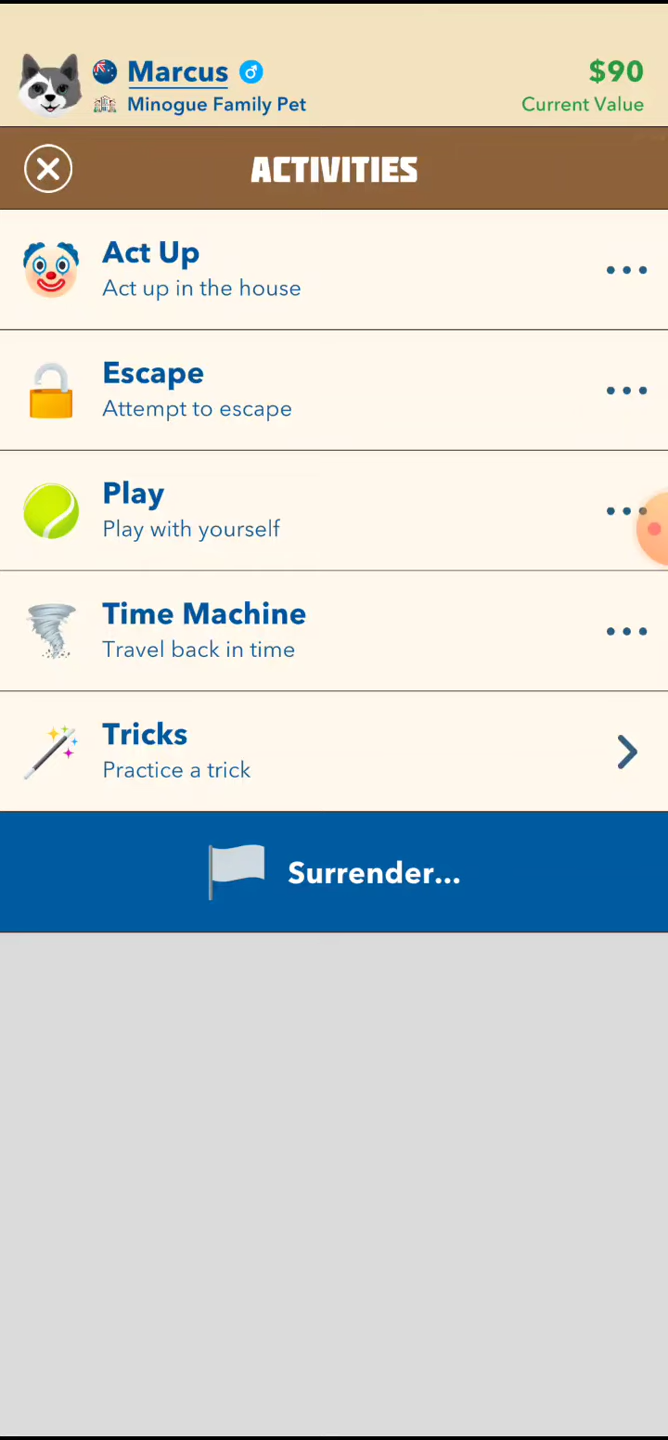 Marcus
$90
Minogue Family Pet
Current Value
ACTIVITIES
Act Up
Act up in the house
Escape
Attempt to escape
Play
Play with yourself
Time Machine
Travel back in time
Tricks
Practice a trick
Surrender...